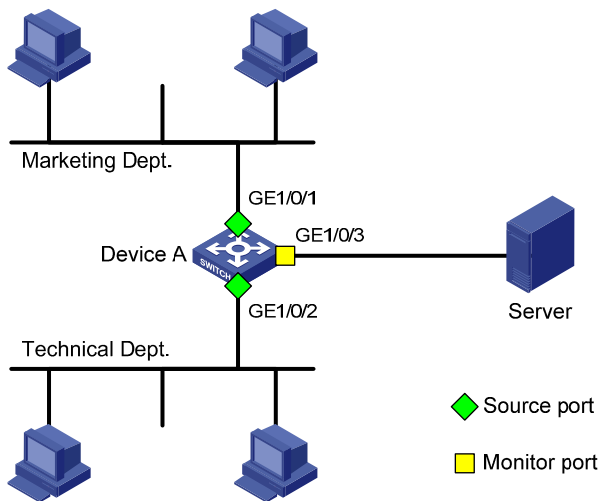 Marketing Dept.
GE1/0/1
Device A
SWITCH
GE1/0/3
GE1/0/2
Server
Technical Dept.
Source port
Monitor port